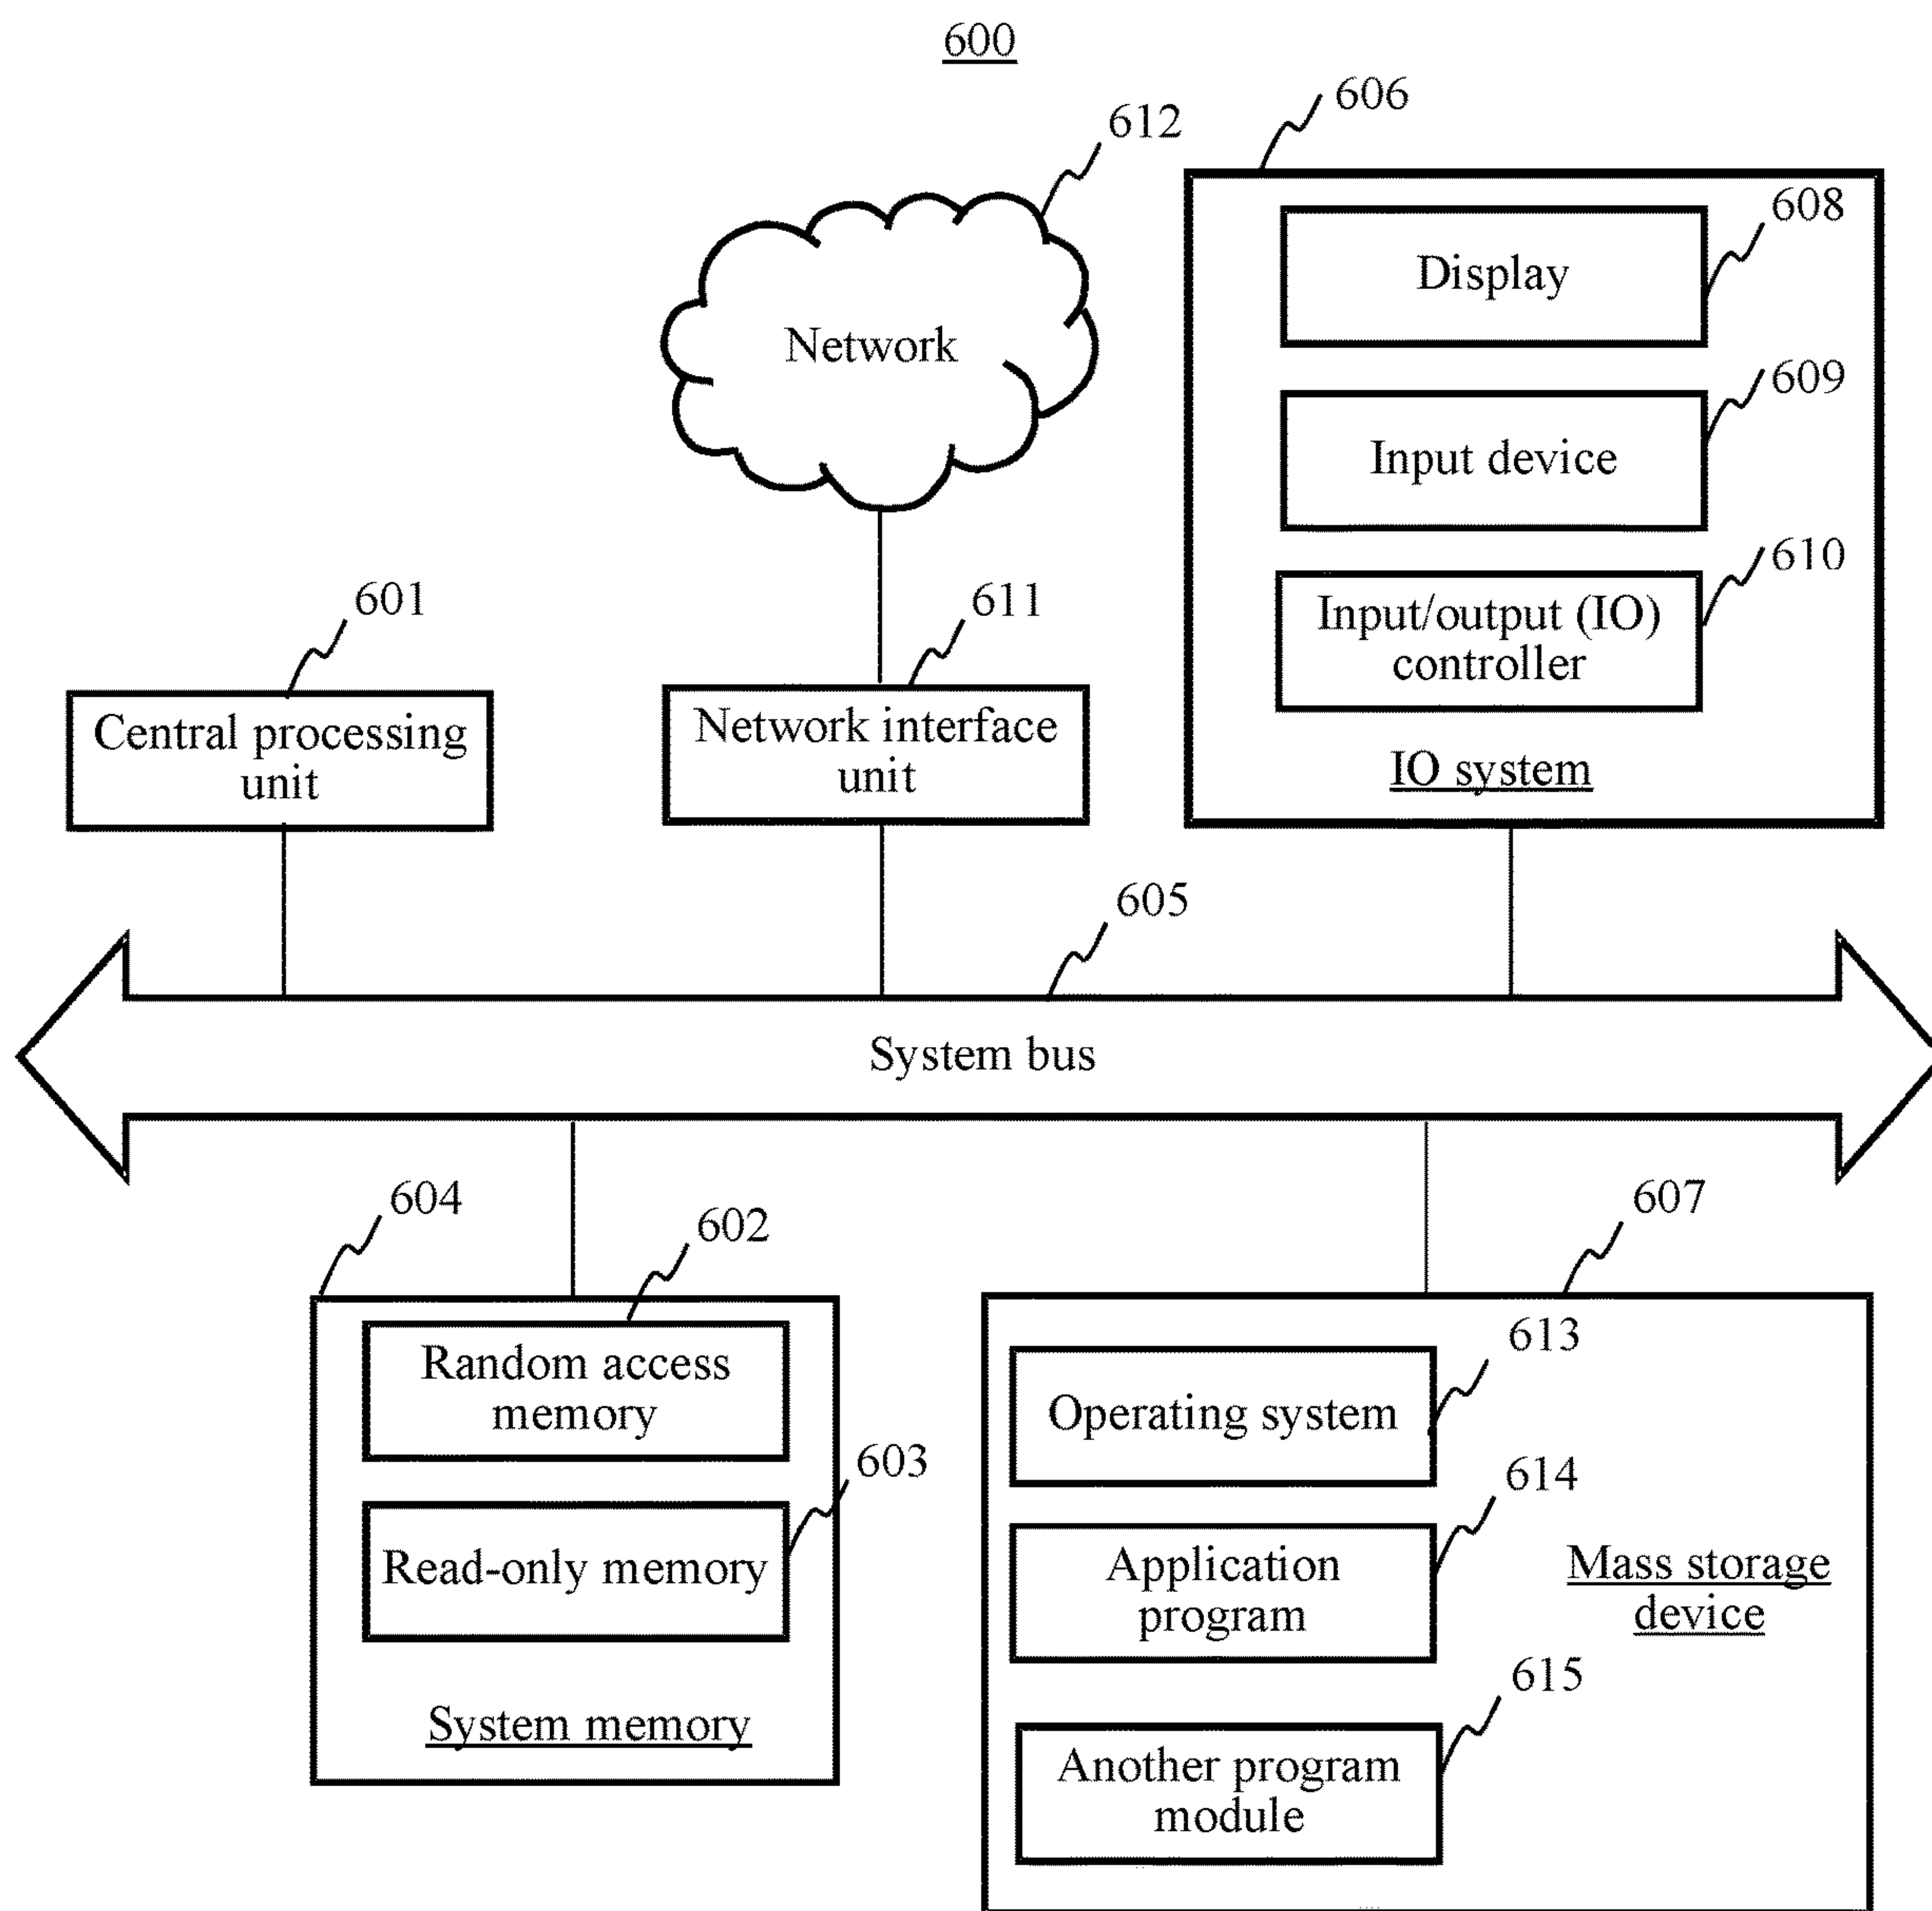 600
612
606
Network
Display
608
Input device
609
Input/output (IO)
controller
610
IO system
601
Central processing
unit
611
Network interface
unit
605
System bus
604
602
Random access
memory
603
Read-only memory
System memory
607
613
Operating system
614
Application
program
Mass storage
device
615
Another program
module